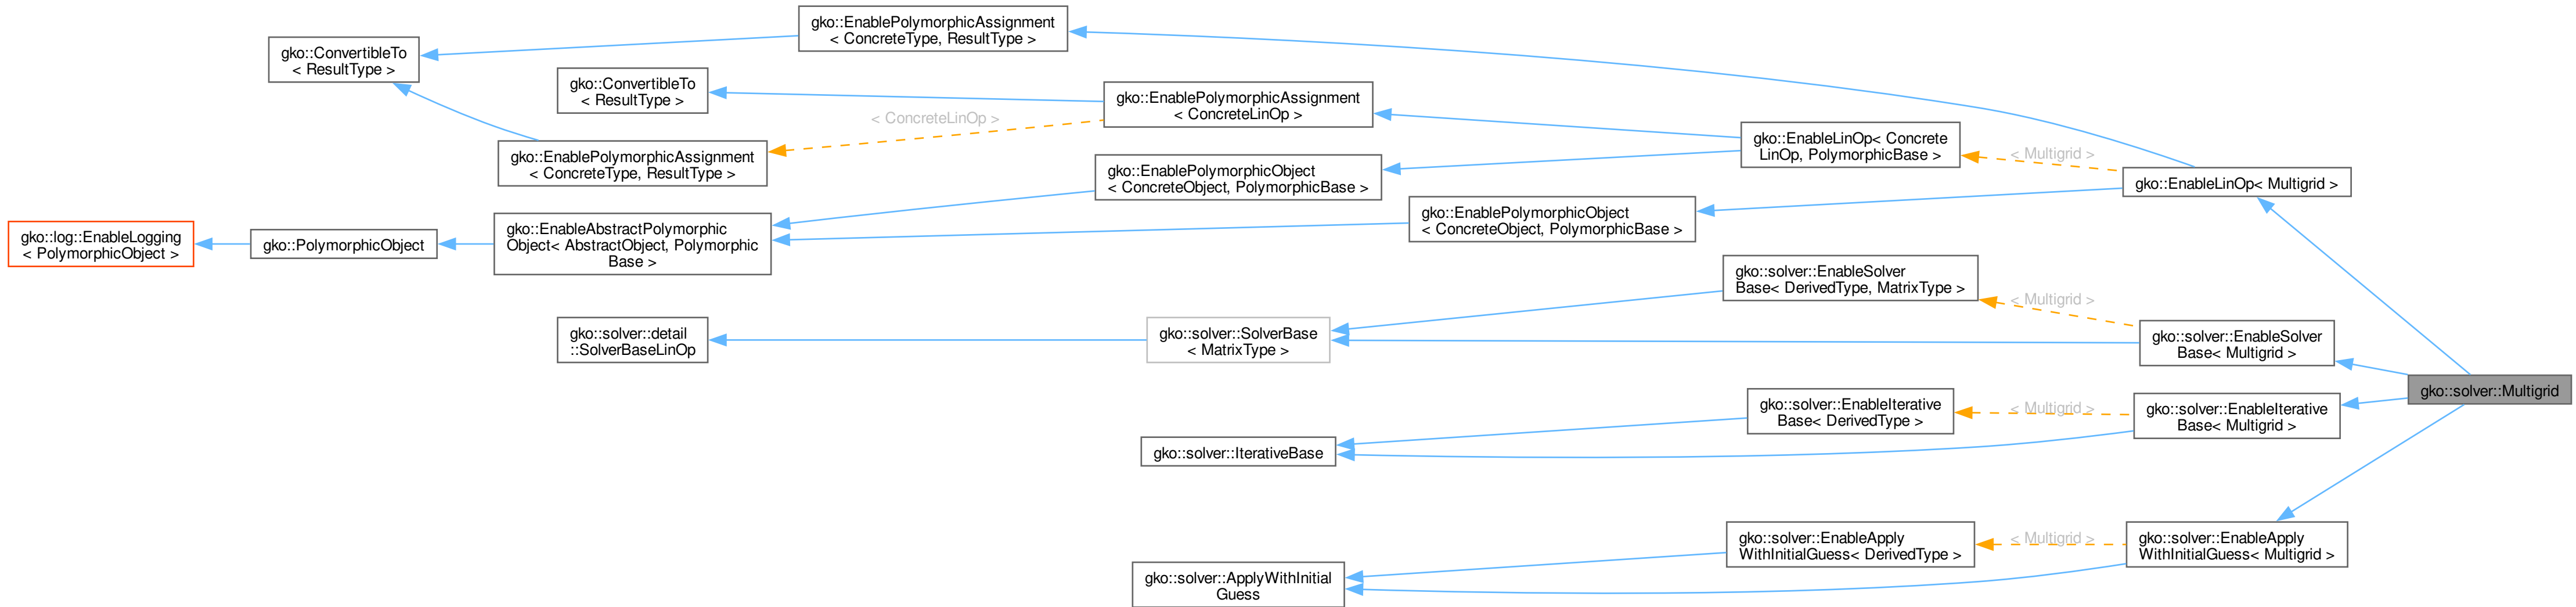 gko::EnablePolymorphicAssignment
< ConcreteType, ResultType >
gko::ConvertibleTo
< ResultType >
gko::ConvertibleTo
< ResultType >
gko::EnablePolymorphicAssignment
< ConcreteLinOp >
< ConcreteLinOp >
gko::EnablePolymorphicAssignment
< ConcreteType, ResultType >
gko::EnableLinOp< Concrete
LinOp, PolymorphicBase >
< Multigrid >
gko::EnablePolymorphicObject
< ConcreteObject, PolymorphicBase >
gko::EnableLinOp< Multigrid >
gko::EnablePolymorphicObject
< ConcreteObject, PolymorphicBase >
gko::log::EnableLogging
< PolymorphicObject >
gko::PolymorphicObject
gko::EnableAbstractPolymorphic
Object< AbstractObject, Polymorphic
Base >
gko::solver::EnableSolver
Base< DerivedType, MatrixType >
< Multigrid >
gko::solver::detail
::SolverBaseLinOp
gko::solver::SolverBase
< MatrixType >
gko::solver::EnableSolver
Base< Multigrid >
gko::solver::Multigrid
gko::solver::EnableIterative
Base< DerivedType >
< Multigrid >
gko::solver::EnableIterative
Base< Multigrid >
gko::solver::IterativeBase
gko::solver::EnableApply
WithInitialGuess< DerivedType >
< Multigrid >
gko::solver::EnableApply
WithInitialGuess< Multigrid >
gko::solver::ApplyWithInitial
Guess